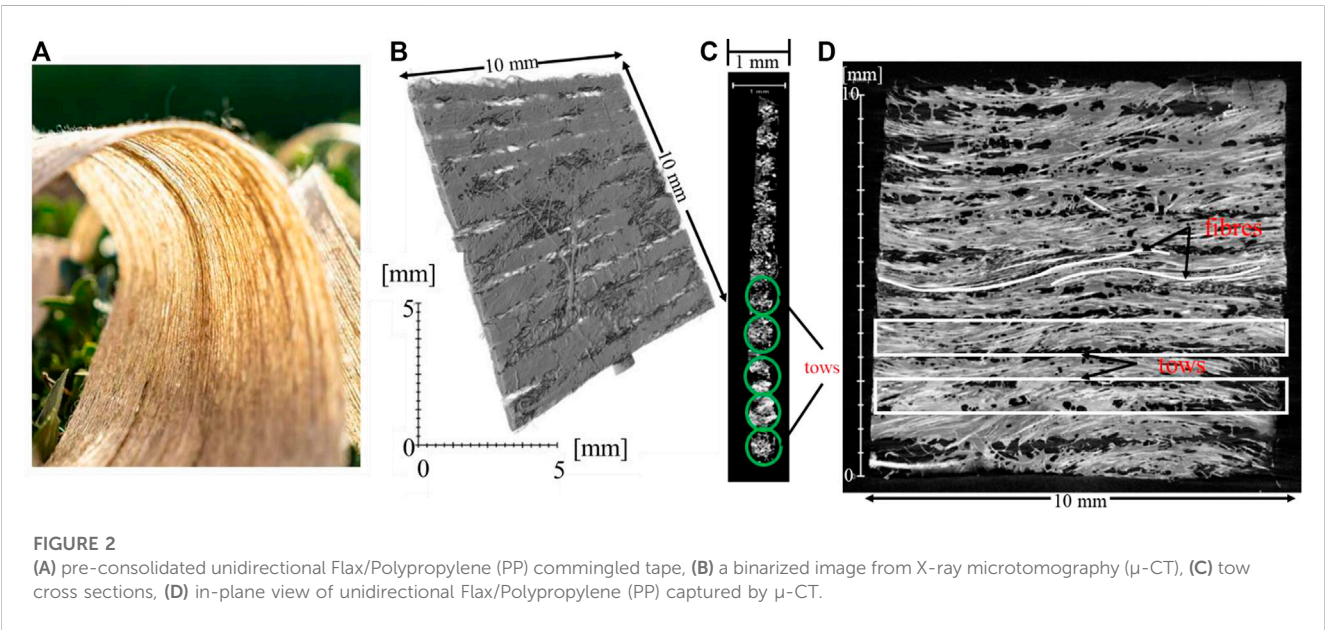 A
B
C
D
10 mm
10 mm
[mm]
5
0
0
5
[mm]
1 mm
1 mm
tows
[mm]
10
fibres
tows
0
10 mm
FIGURE 2
(A) pre-consolidated unidirectional Flax/Polypropylene (PP) commingled tape, (B) a binarized image from X-ray microtomography (μ-CT), (C) tow
cross sections, (D) in-plane view of unidirectional Flax/Polypropylene (PP) captured by μ-CT.